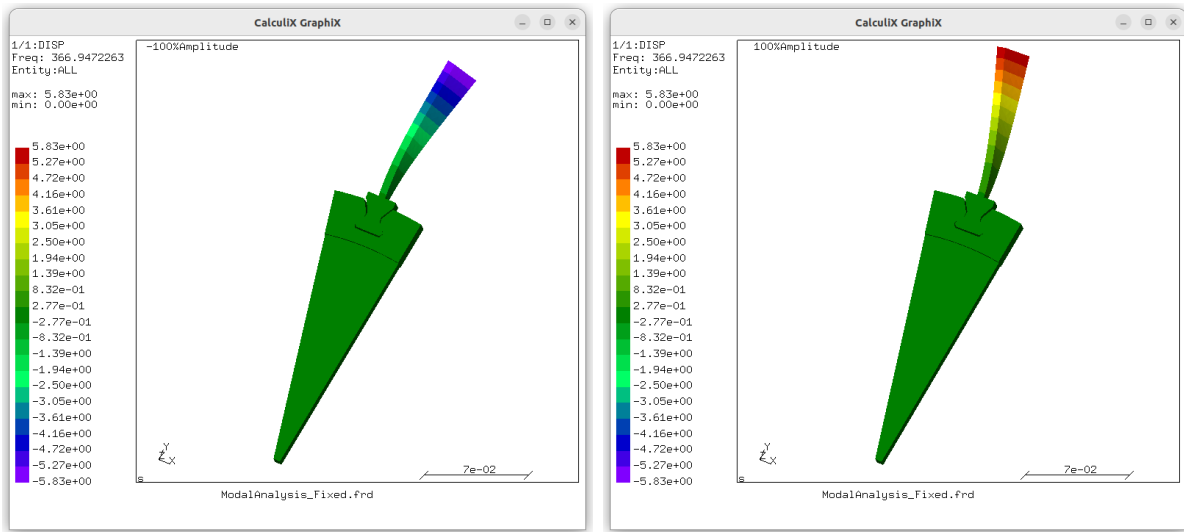 CalculiX GraphiX
1/1:DISP
Freq: 366.9472263
Entity:ALL
max: 5.83e+00
min: 0.00e+00
-100%Amplitude
5.83e+00
5.27e+00
4.72e+00
4.16e+00
3.61e+00
3.05e+00
2.50e+00
1.94e+00
1.39e+00
8.32e-01
2.77e-01
-2.77e-01
-8.32e-01
-1.39e+00
-1.94e+00
-2.50e+00
-3.05e+00
-3.61e+00
-4.16e+00
-4.72e+00
-5.27e+00
-5.83e+00
Y
Z X
s
7e-02
ModalAnalysis_Fixed.frd
CalculiX GraphiX
1/1:DISP
Freq: 366.9472263
Entity:ALL
max: 5.83e+00
min: 0.00e+00
100%Amplitude
5.83e+00
5.27e+00
4.72e+00
4.16e+00
3.61e+00
3.05e+00
2.50e+00
1.94e+00
1.39e+00
8.32e-01
2.77e-01
-2.77e-01
-8.32e-01
-1.39e+00
-1.94e+00
-2.50e+00
-3.05e+00
-3.61e+00
-4.16e+00
-4.72e+00
-5.27e+00
-5.83e+00
Y
Z X
s
7e-02
ModalAnalysis_Fixed.frd